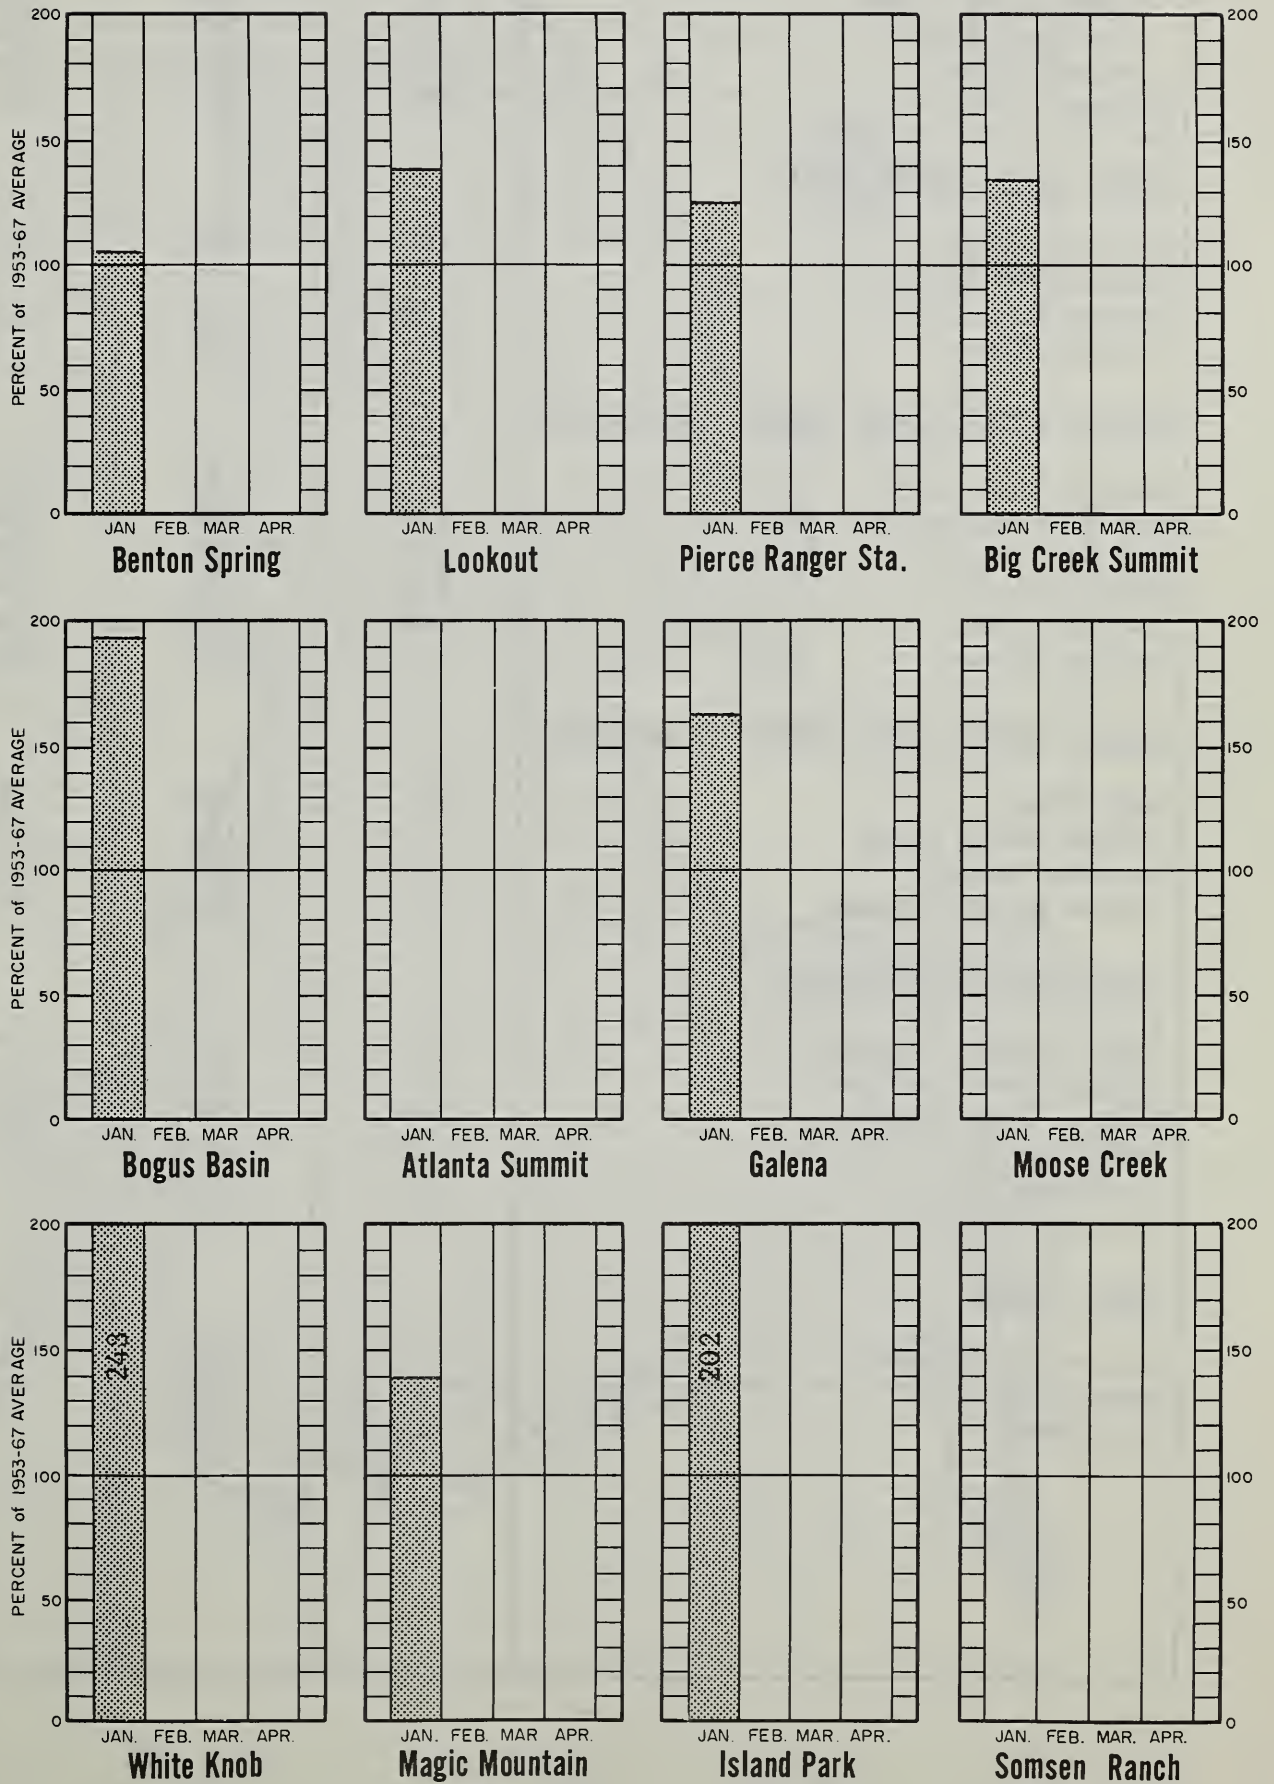 200 200
PERCENT of 1953-67 AVERAGE
150 150
100 100
50 50
0 0
JAN FEB. MAR. APR. JAN. FEB. MAR. APR. JAN. FEB MAR. APR. JAN FEB. MAR. APR.
Benton Spring Lookout Pierce Ranger Sta. Big Creek Summit
200 200
PERCENT of 1953-67 AVERAGE
150 150
100 100
50 50
0 0
JAN. FEB. MAR APR. JAN. FEB. MAR. APR. JAN. FEB. MAR. APR. JAN. FEB. MAR APR.
Bogus Basin Atlanta Summit Galena Moose Creek
200 200
PERCENT of 1953-67 AVERAGE
150 150
243 202
100 100
50 50
0 0
JAN. FEB. MAR. APR. JAN. FEB. MAR APR. JAN. FEB. MAR. APR. JAN. FEB. MAR. APR.
White Knob Magic Mountain Island Park Somsen Ranch